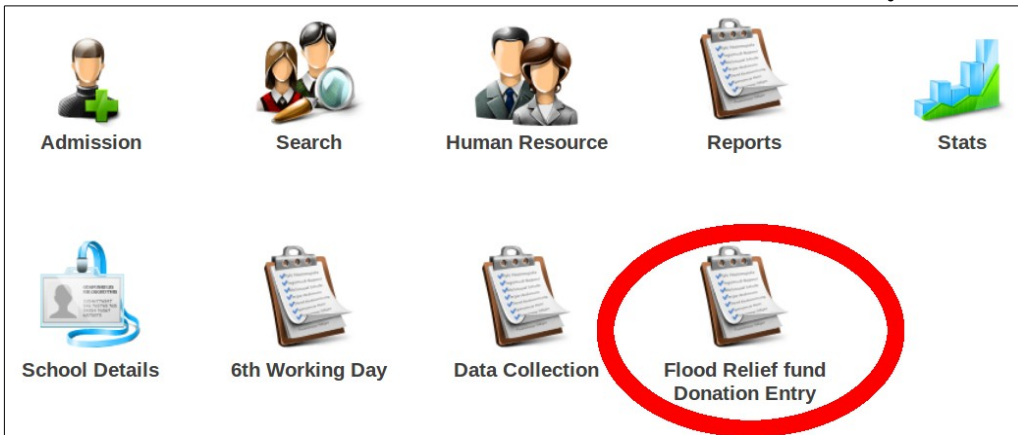 Admission
Search
Human Resource
Reports
Stats
School Details
6th Working Day
Data Collection
Flood Relief fund
Donation Entry